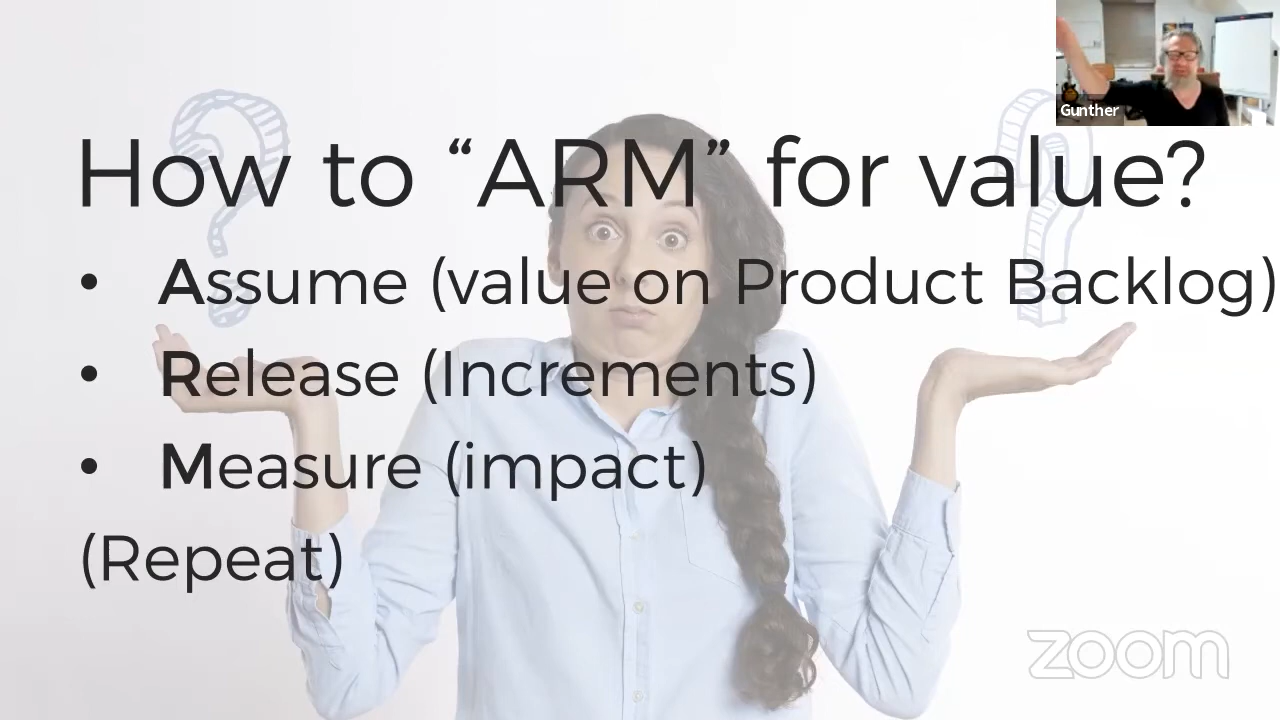 Gunther
How to “ARM” for value?
• Assume (value on Product Backlog)
• Release (Increments)
• Measure (impact)
(Repeat)
zoom